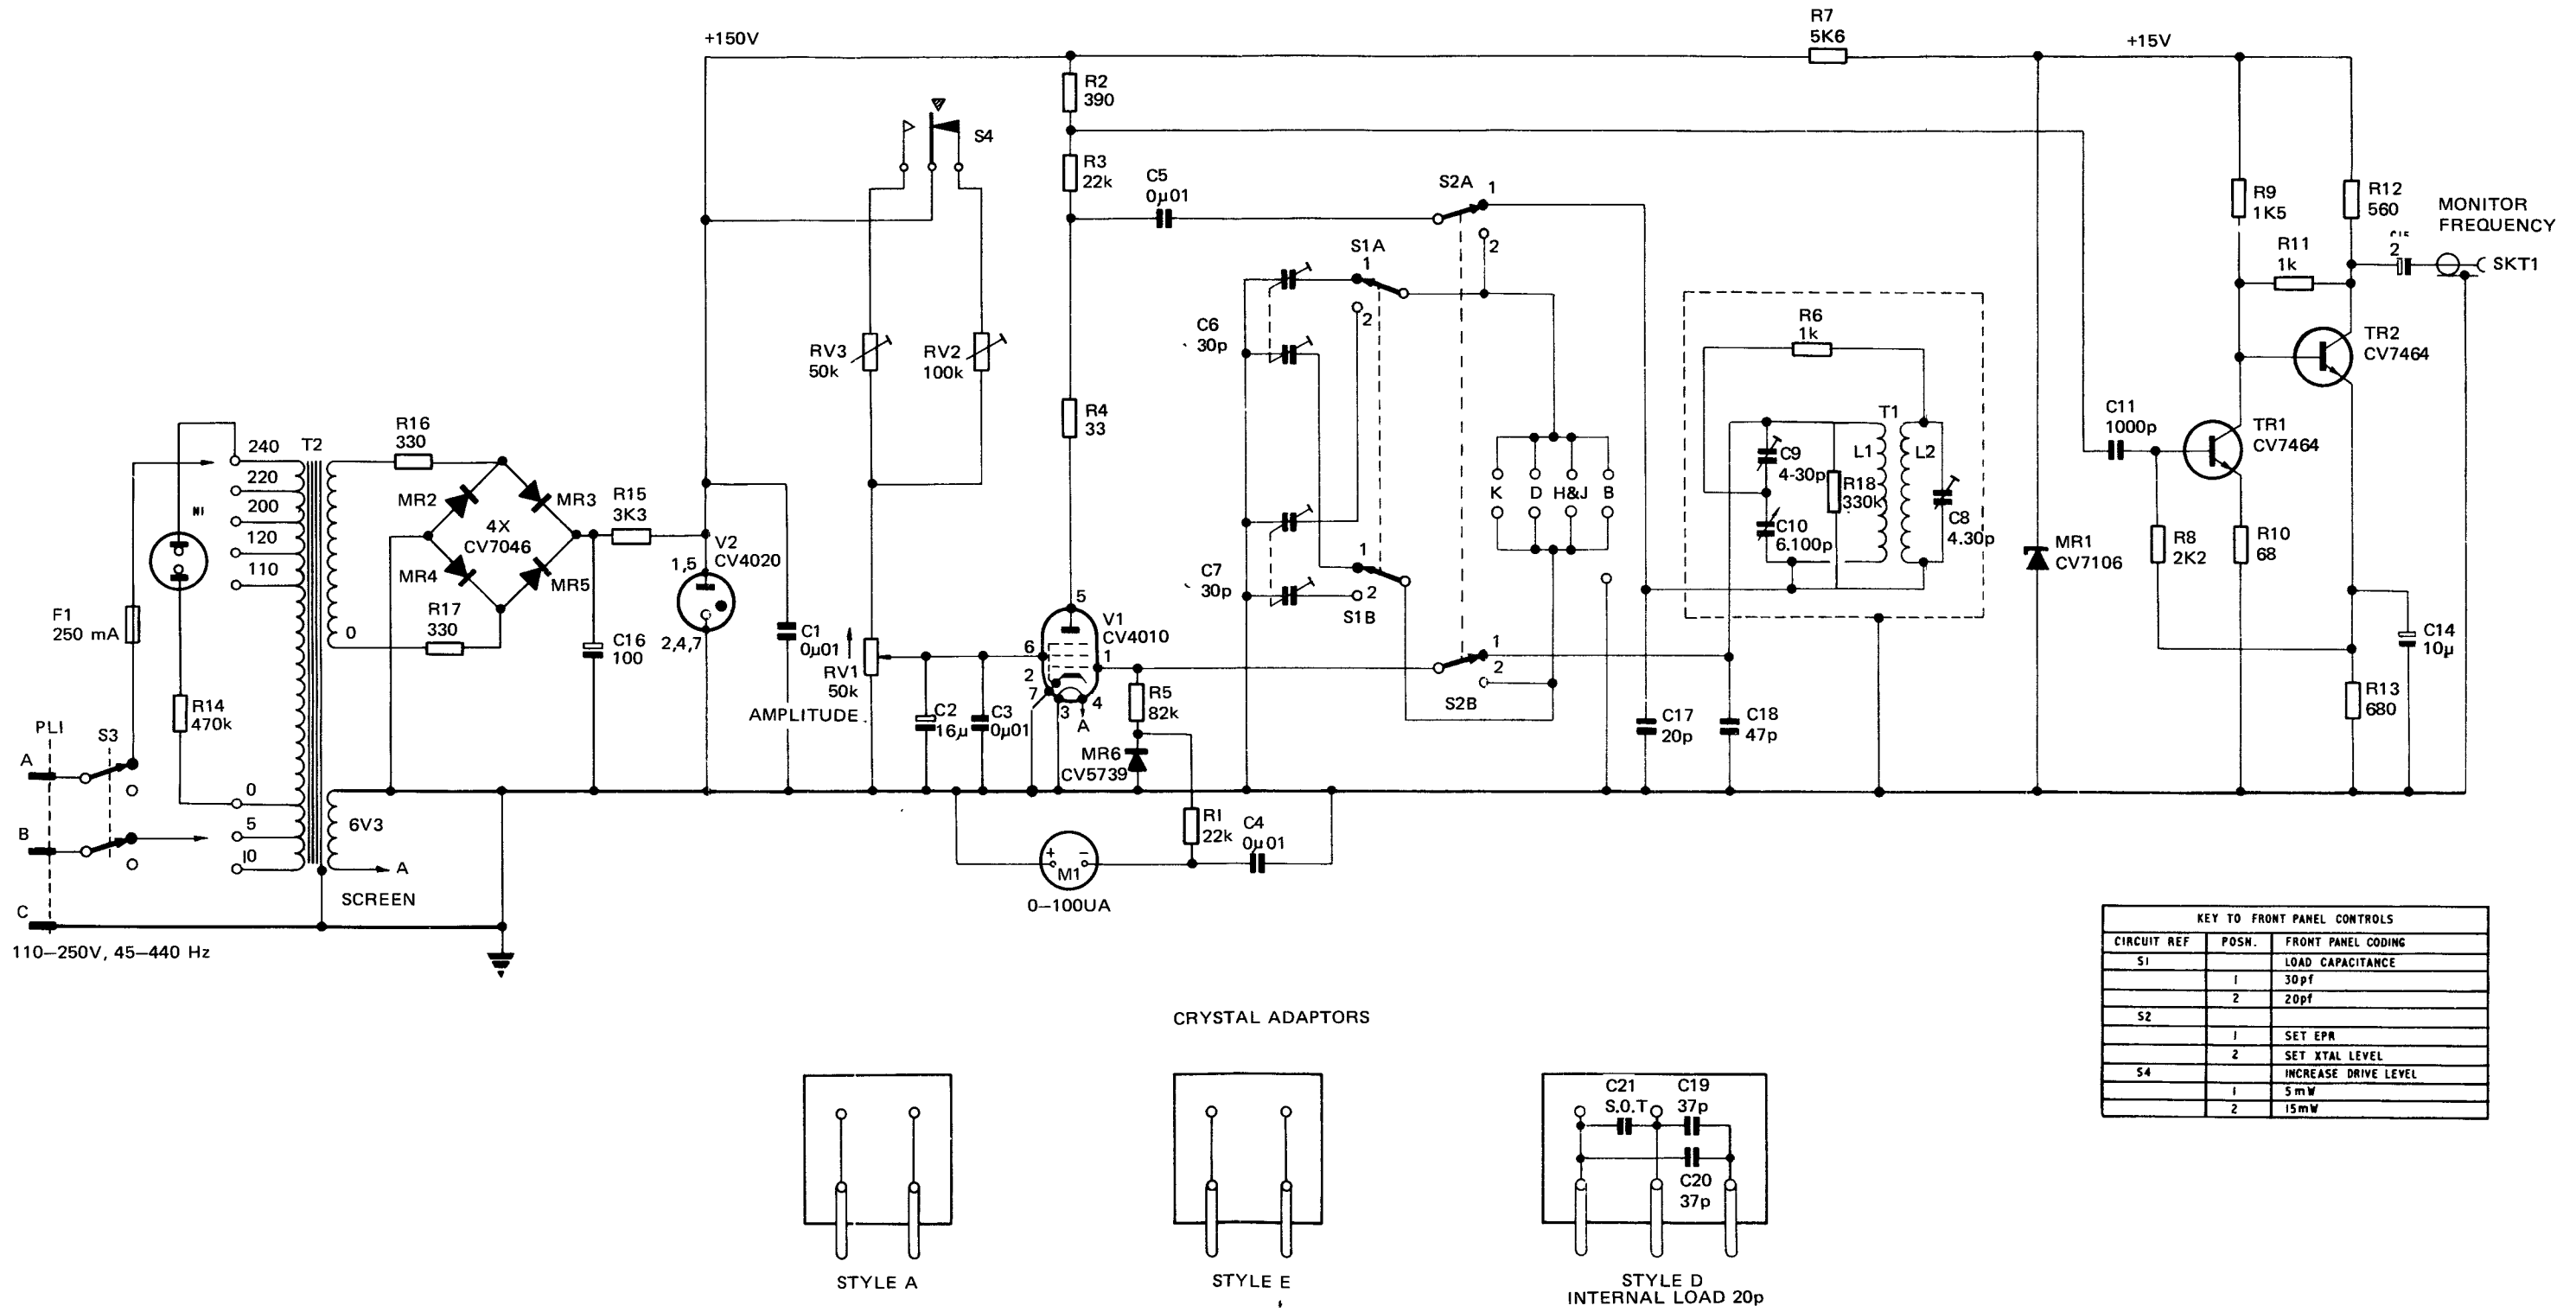 +150V
R7
5K6
+15V
R2
390
S4
R3
22k
C5
0µ01
S2A
1
2
R9
1K5
R12
560
MONITOR
FREQUENCY
S1A
1
2
R11
1k
C15
2
SKT1
C6
30p
RV3
50k
RV2
100k
R6
1k
TR2
CV7464
R4
33
T1
C11
1000p
TR1
CV7464
R16
330
240
T2
220
200
120
110
N1
MR2
MR3
4X
CV7046
MR4
MR5
R15
3K3
V2
CV4020
1,5
2,4,7
C9
4-30p
L1
L2
R18
330k
C10
6.100p
C8
4.30p
K
D
H&J
B
MR1
CV7106
R8
2K2
R10
68
F1
250 mA
0
R17
330
C16
100
C1
0µ01
RV1
50k
AMPLITUDE
C7
30p
1
2
S1B
5
V1
CV4010
6
1
2
7
3
4
A
1
2
S2B
C14
10µ
R13
680
R14
470k
C2
16µ
C3
0µ01
R5
82k
MR6
CV5739
C17
20p
C18
47p
PL1
S3
A
B
C
0
5
10
6V3
A
SCREEN
R1
22k
C4
0µ01
+ −
M1
0–100UA
110–250V, 45–440 Hz
KEY TO FRONT PANEL CONTROLS
CIRCUIT REF POSN. FRONT PANEL CODING
S1 LOAD CAPACITANCE
1 30pf
2 20pf
S2
1 SET EPR
2 SET XTAL LEVEL
S4 INCREASE DRIVE LEVEL
1 5mW
2 15mW
CRYSTAL ADAPTORS
C21
S.O.T
C19
37p
C20
37p
STYLE A
STYLE E
STYLE D
INTERNAL LOAD 20p